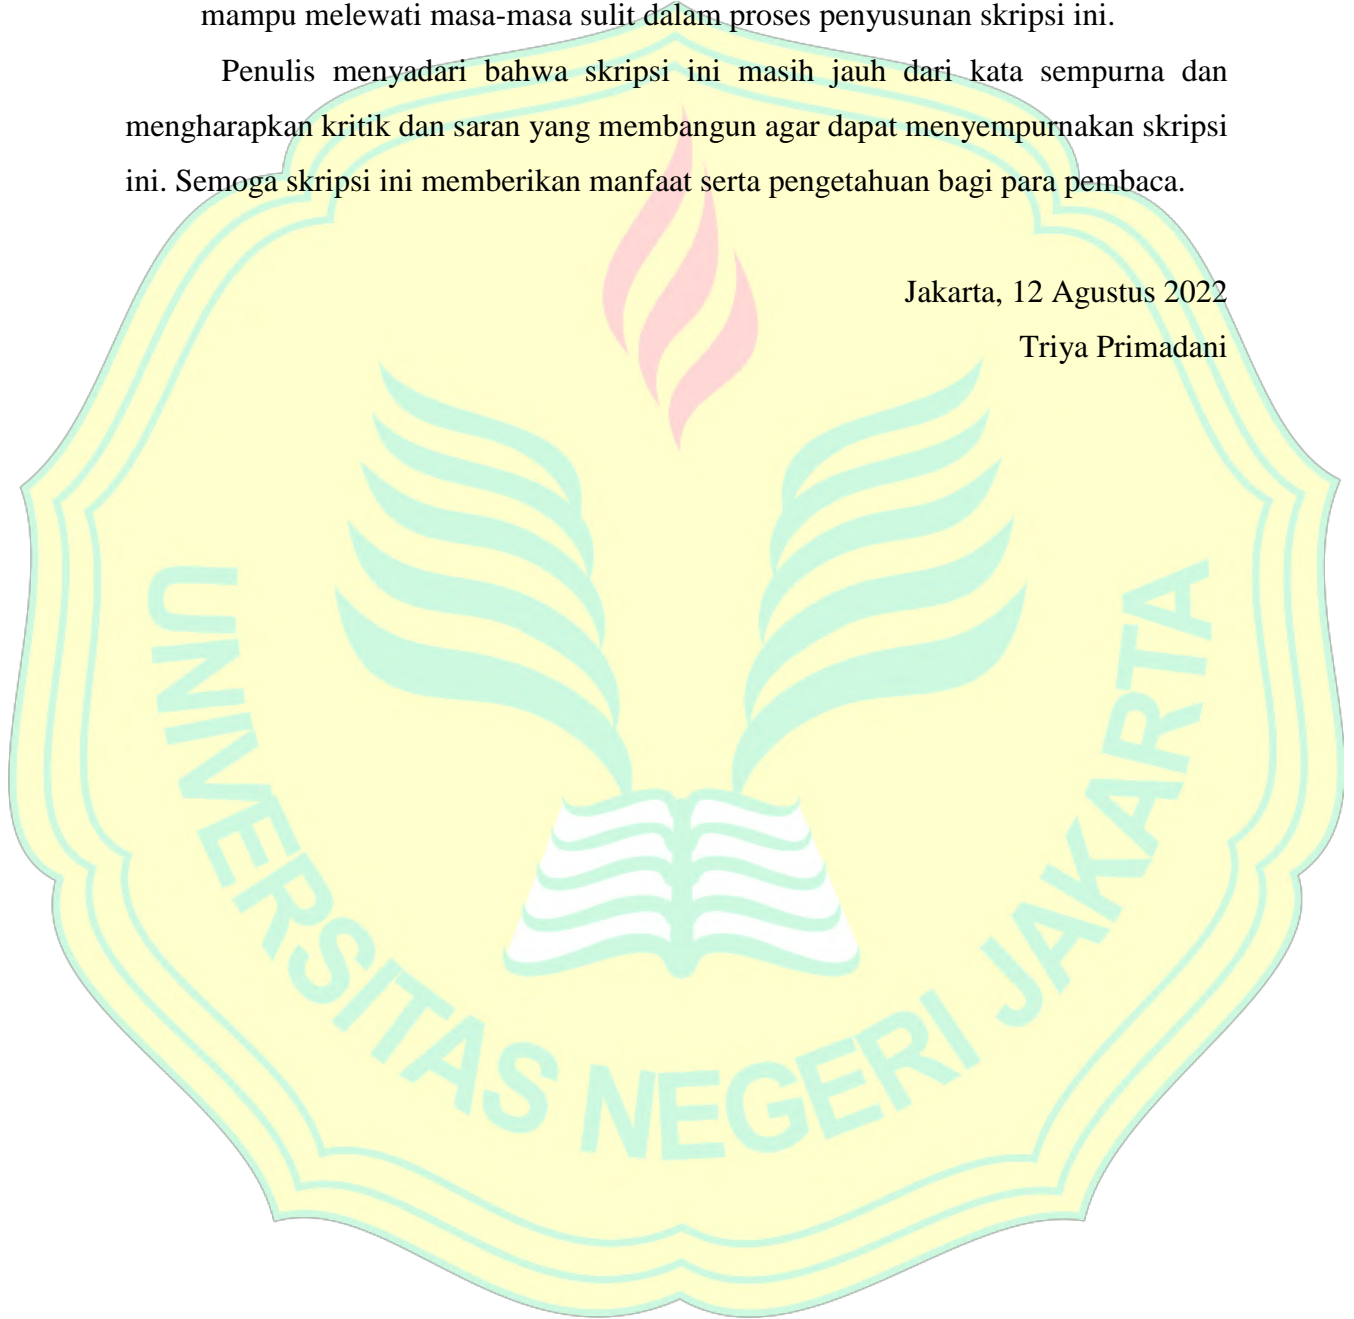 mampu melewati masa-masa sulit dalam proses penyusunan skripsi ini.
Penulis menyadari bahwa skripsi ini masih jauh dari kata sempurna dan
mengharapkan kritik dan saran yang membangun agar dapat menyempurnakan skripsi
ini. Semoga skripsi ini memberikan manfaat serta pengetahuan bagi para pembaca.
Jakarta, 12 Agustus 2022
Triya Primadani
UNIVERSITAS NEGERI JAKARTA